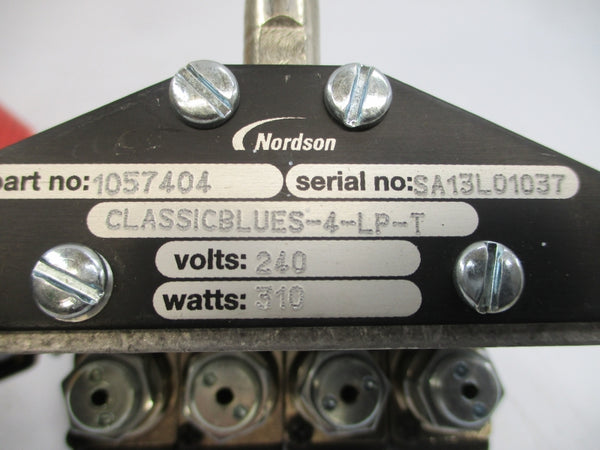 Nordson
part no: 1057404 serial no: SA13L01037
CLASSICBLUES-4-LP-T
volts: 240
watts: 310